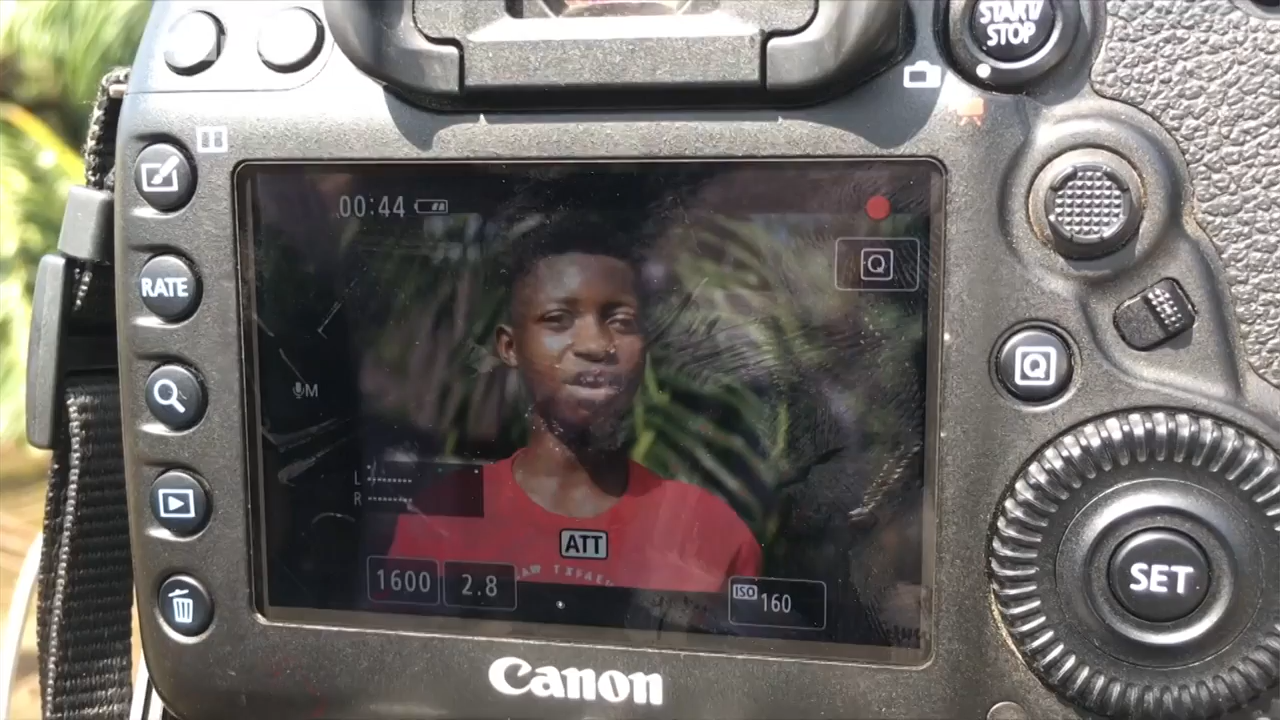 START/
STOP
00:44
Q
RATE
Q
M
L
R
ATT
1600
2.8
ISO 160
SET
Canon